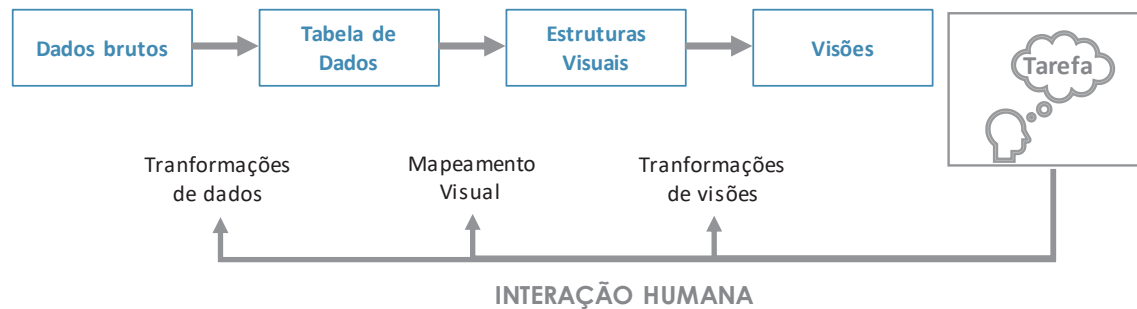 Dados brutos
Tabela de
Dados
Estruturas
Visuais
Visões
Tarefa
Tranformações
de dados
Mapeamento
Visual
Tranformações
de visões
INTERAÇÃO HUMANA